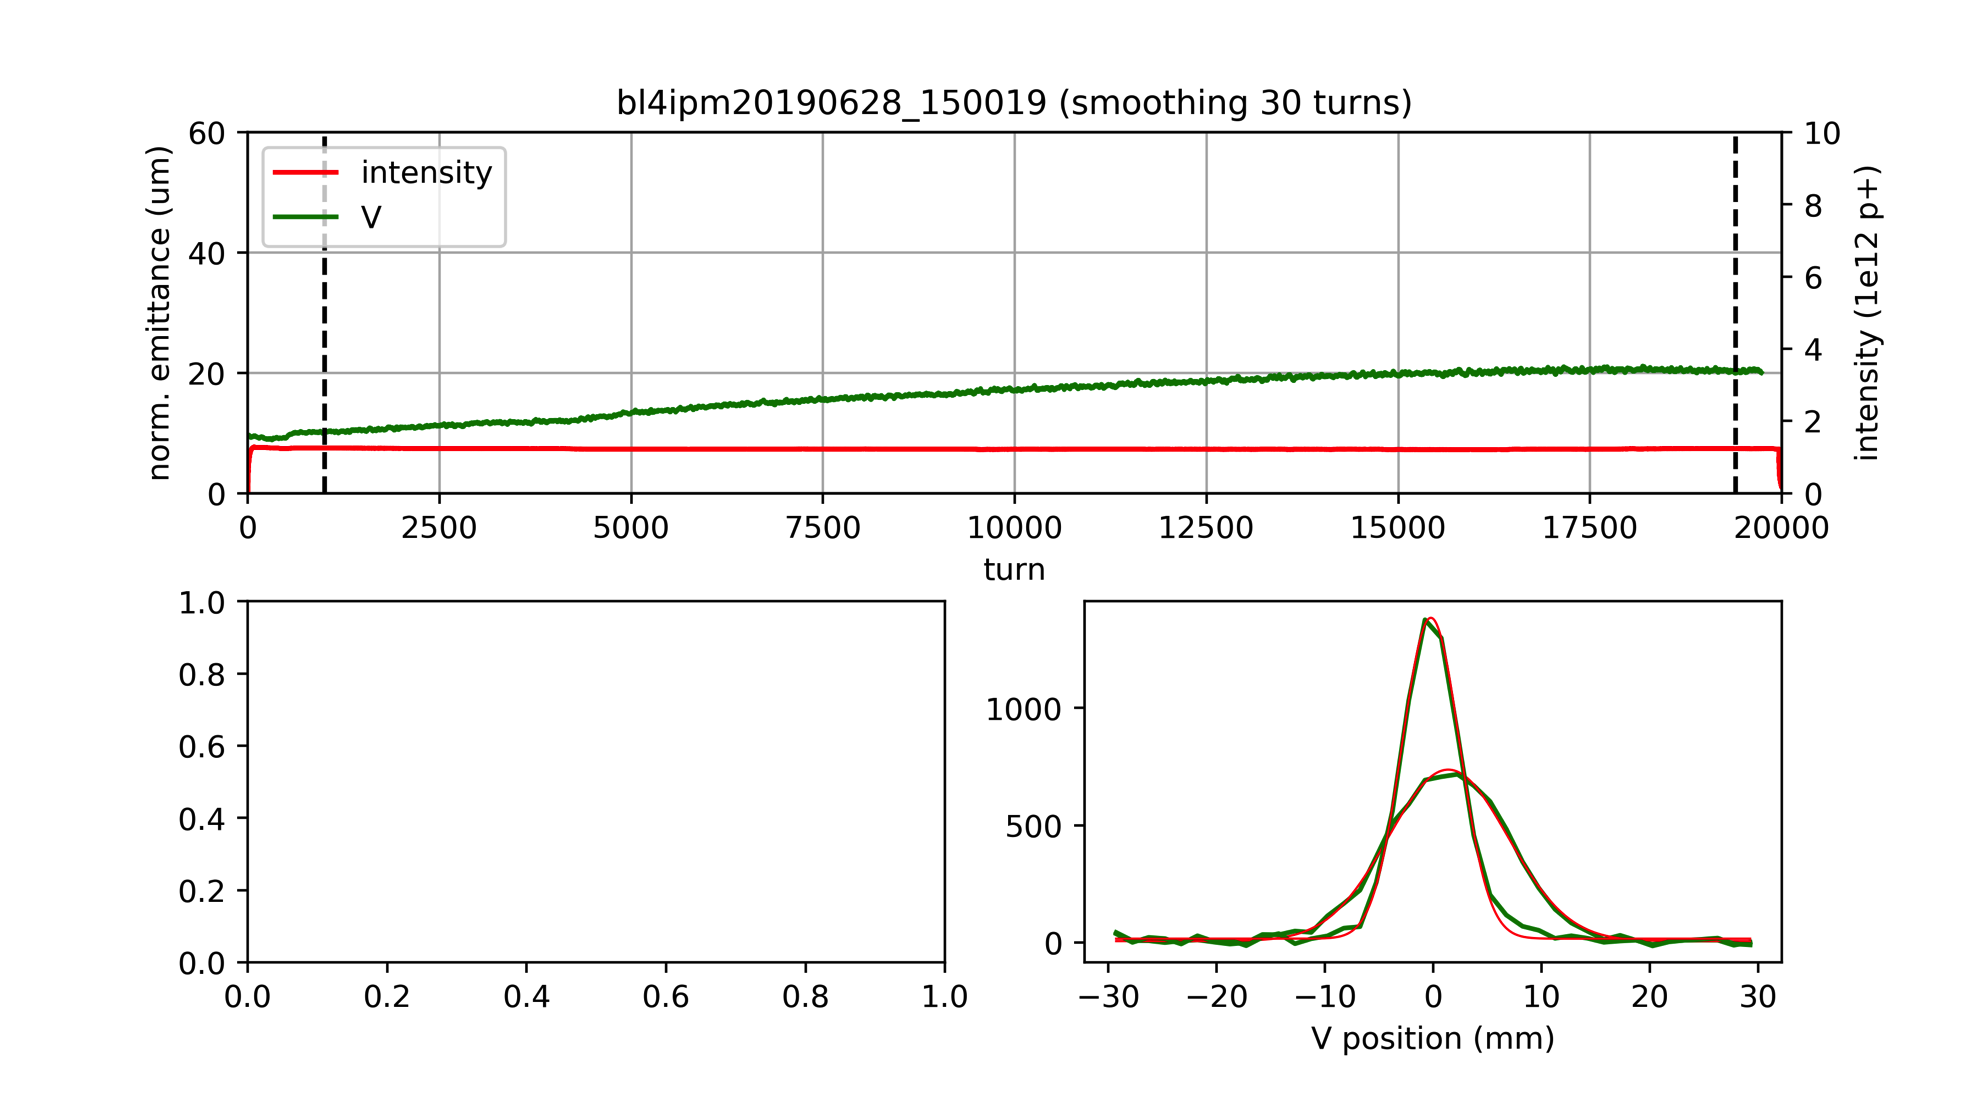 bl4ipm20190628_150019 (smoothing 30 turns)
norm. emittance (um)
60
40
20
0
intensity
V
10
8
6
4
2
0
intensity (1e12 p+)
0 2500 5000 7500 10000 12500 15000 17500 20000
turn
1.0
0.8
0.6
0.4
0.2
0.0
0.0 0.2 0.4 0.6 0.8 1.0
1000
500
0
−30 −20 −10 0 10 20 30
V position (mm)